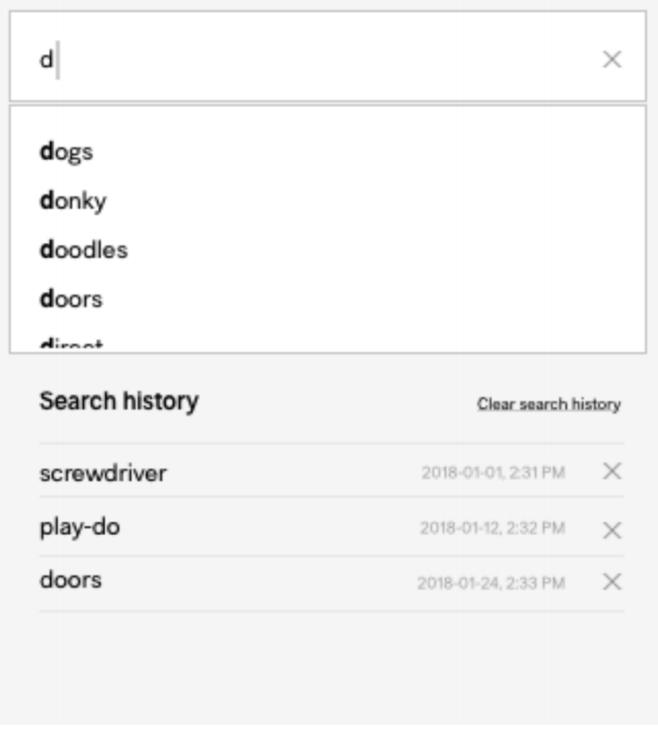 d
dogs
donky
doodles
doors
direct
Search history Clear search history
screwdriver 2018-01-01, 2:31 PM
play-do 2018-01-12, 2:32 PM
doors 2018-01-24, 2:33 PM